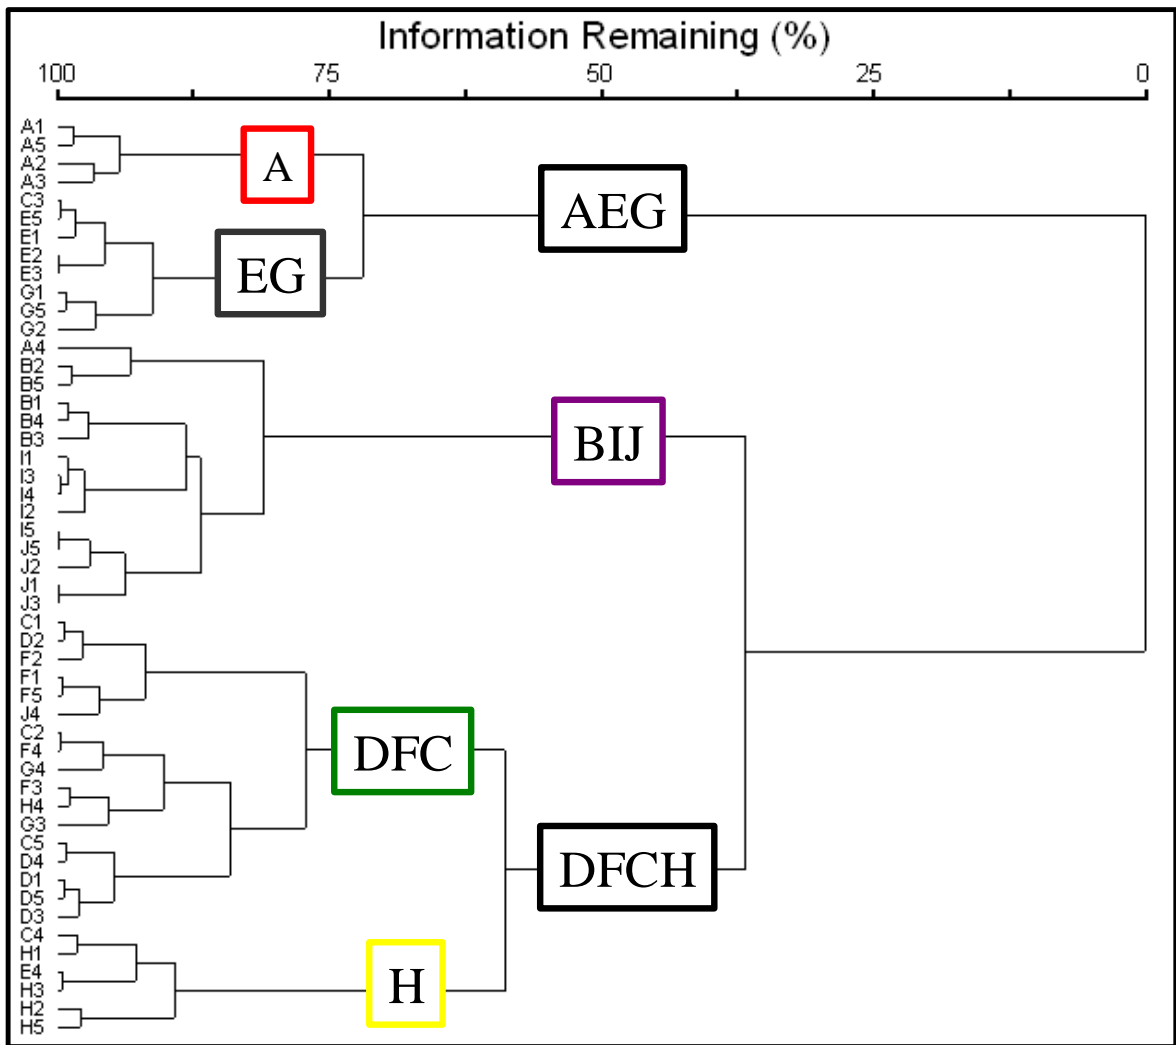 Information Remaining (%)
100 75 50 25 0
A1
A5
A2
A3
C3
E5
E1
E2
E3
G1
G5
G2
A4
B2
B5
B1
B4
B3
I1
I3
I4
I2
I5
J5
J2
J1
J3
C1
D2
F2
F1
F5
J4
C2
F4
G4
F3
H4
G3
C5
D4
D1
D5
D3
C4
H1
E4
H3
H2
H5
A
AEG
EG
BIJ
DFC
DFCH
H